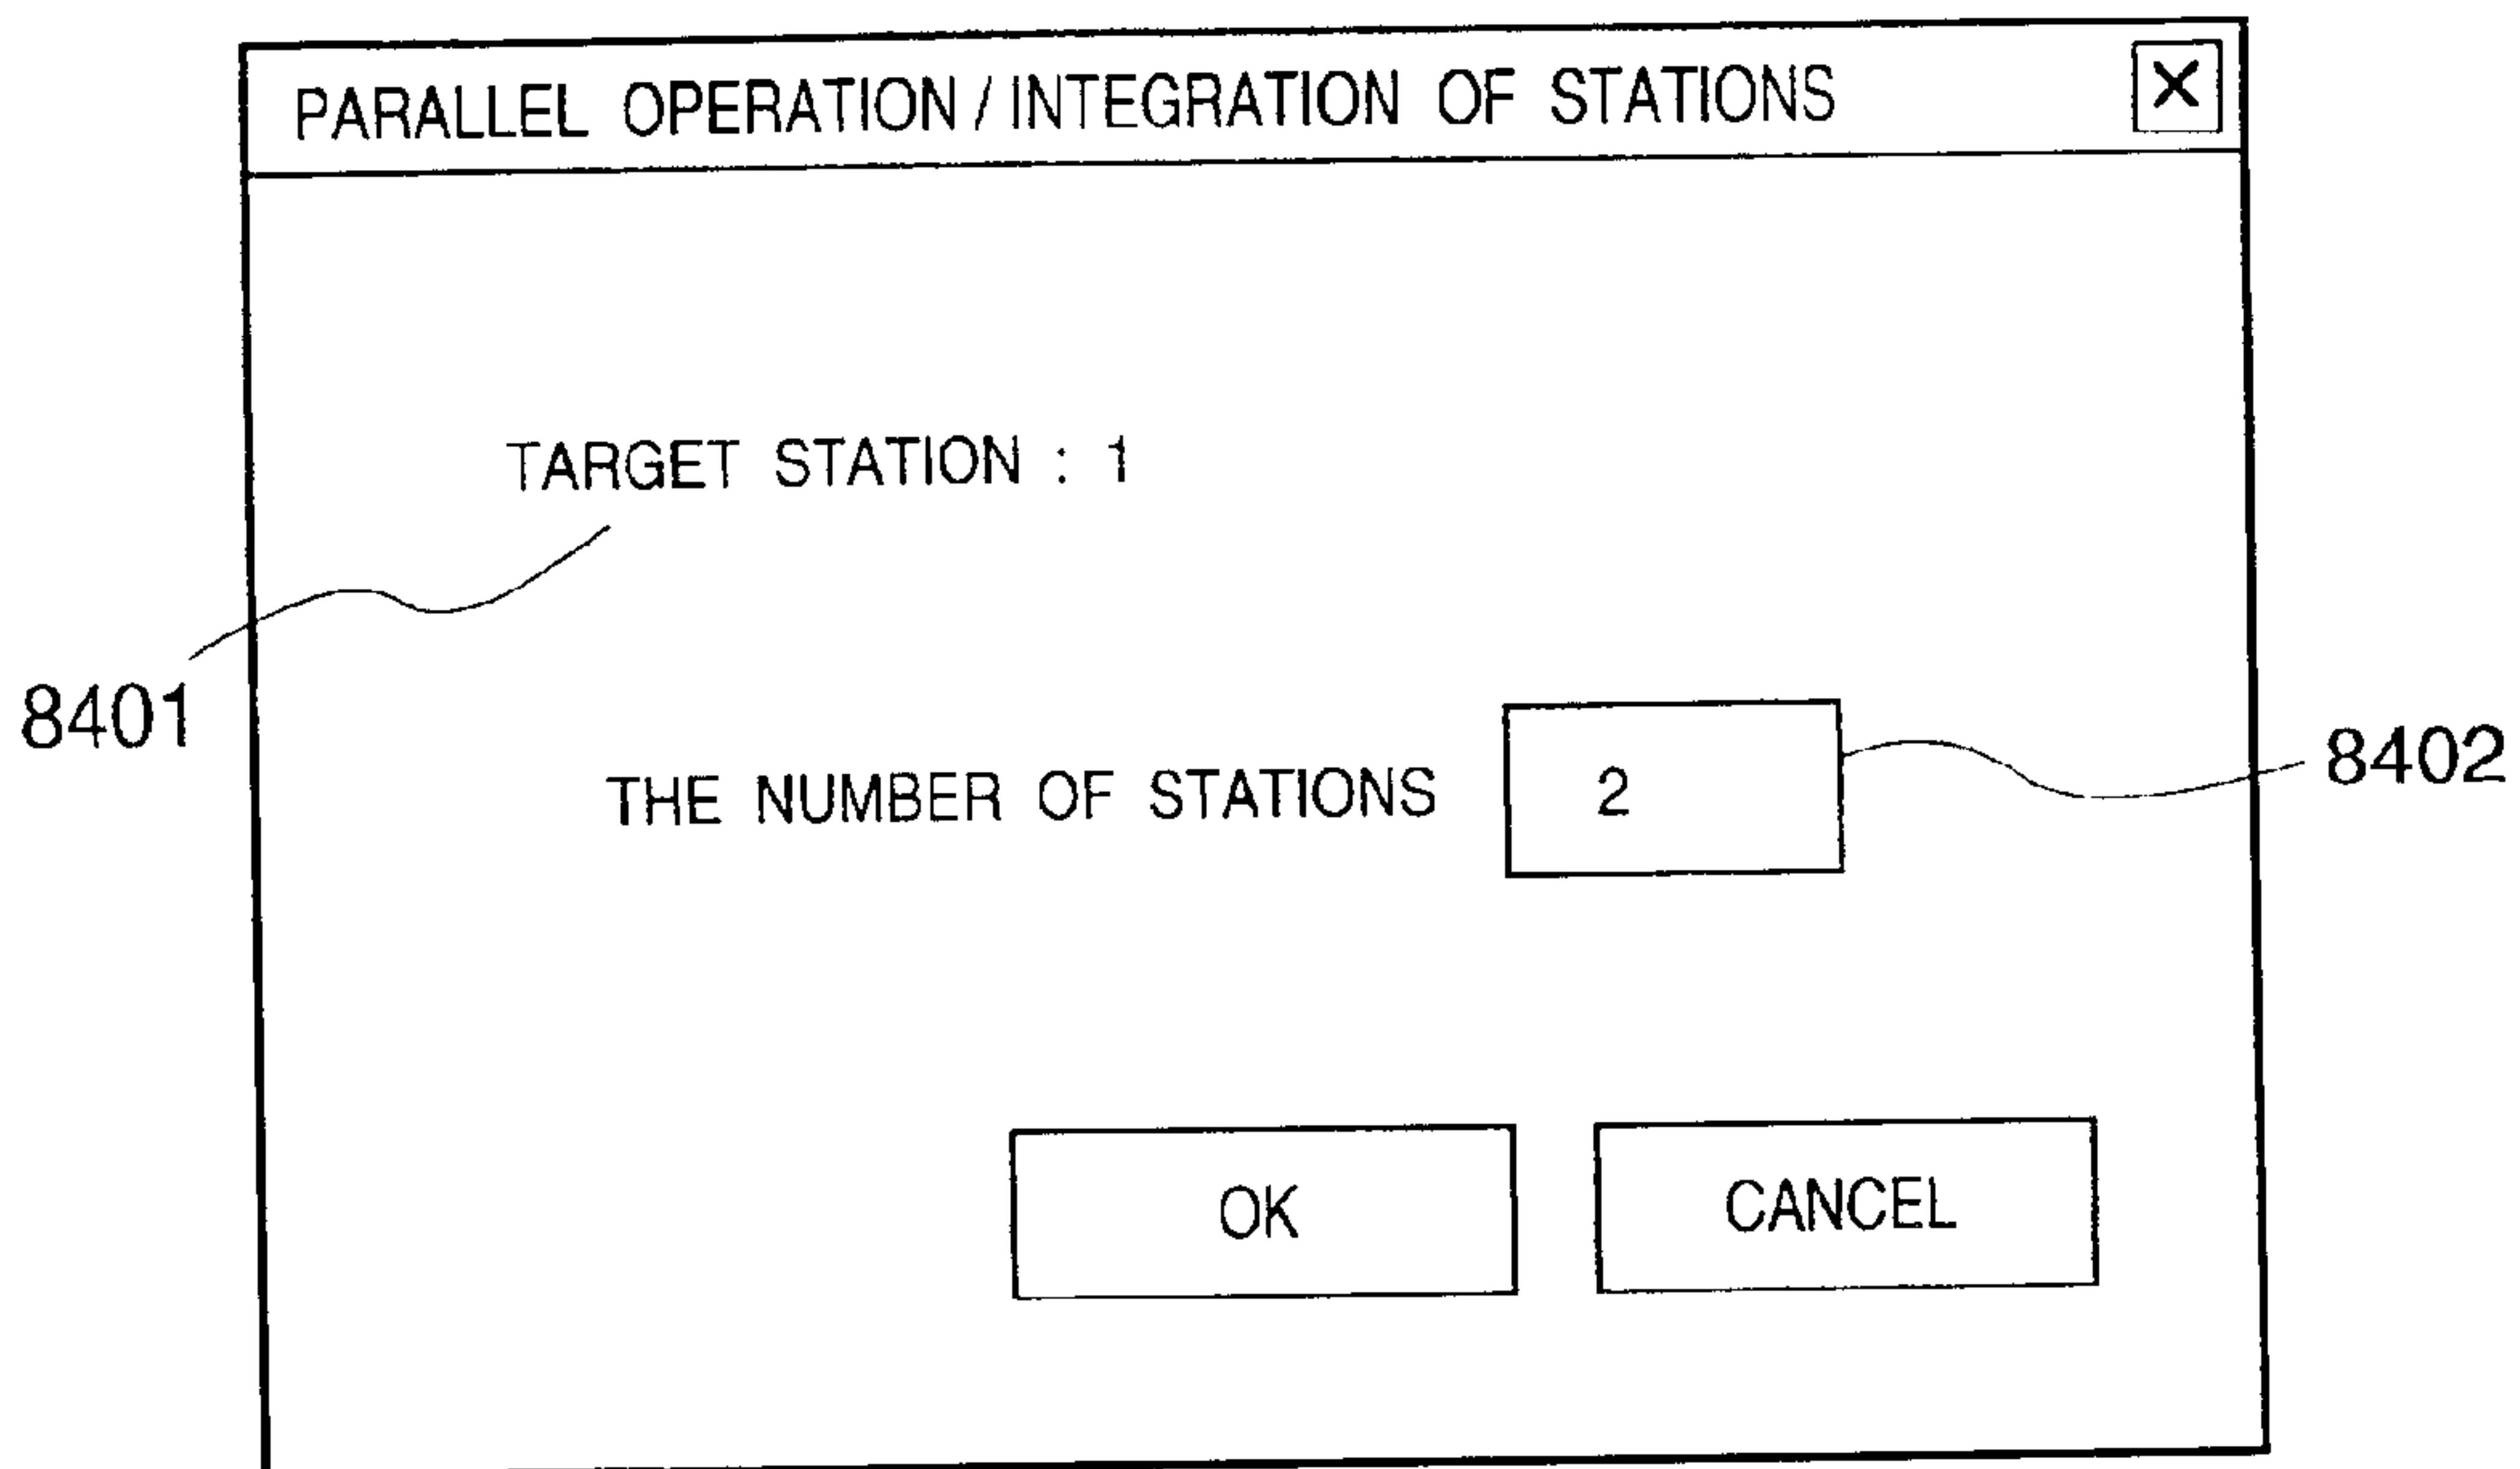 PARALLEL OPERATION / INTEGRATION OF STATIONS X
TARGET STATION : 1
8401
THE NUMBER OF STATIONS 2
8402
OK CANCEL